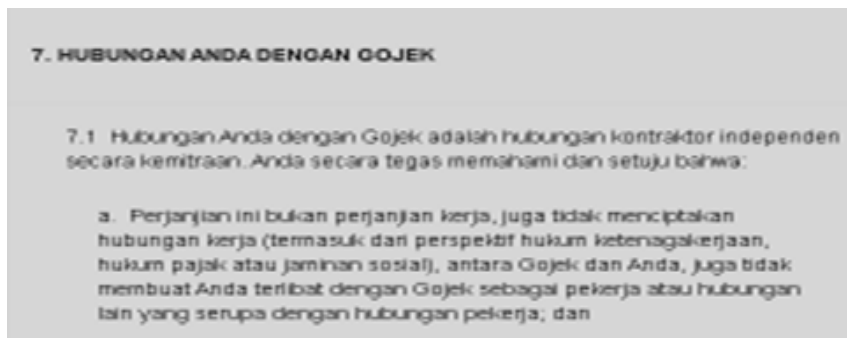 7. HUBUNGAN ANDA DENGAN GOJEK
7.1 Hubungan Anda dengan Gojek adalah hubungan kontraktor independen
secara kemitraan. Anda secara tegas memahami dan setuju bahwa:
a. Perjanjian ini bukan perjanjian kerja, juga tidak menciptakan
hubungan kerja (termasuk dari perspektif hukum ketenagakerjaan,
hukum pajak atau jaminan sosial), antara Gojek dan Anda, juga tidak
membuat Anda terlibat dengan Gojek sebagai pekerja atau hubungan
lain yang serupa dengan hubungan pekerja; dan